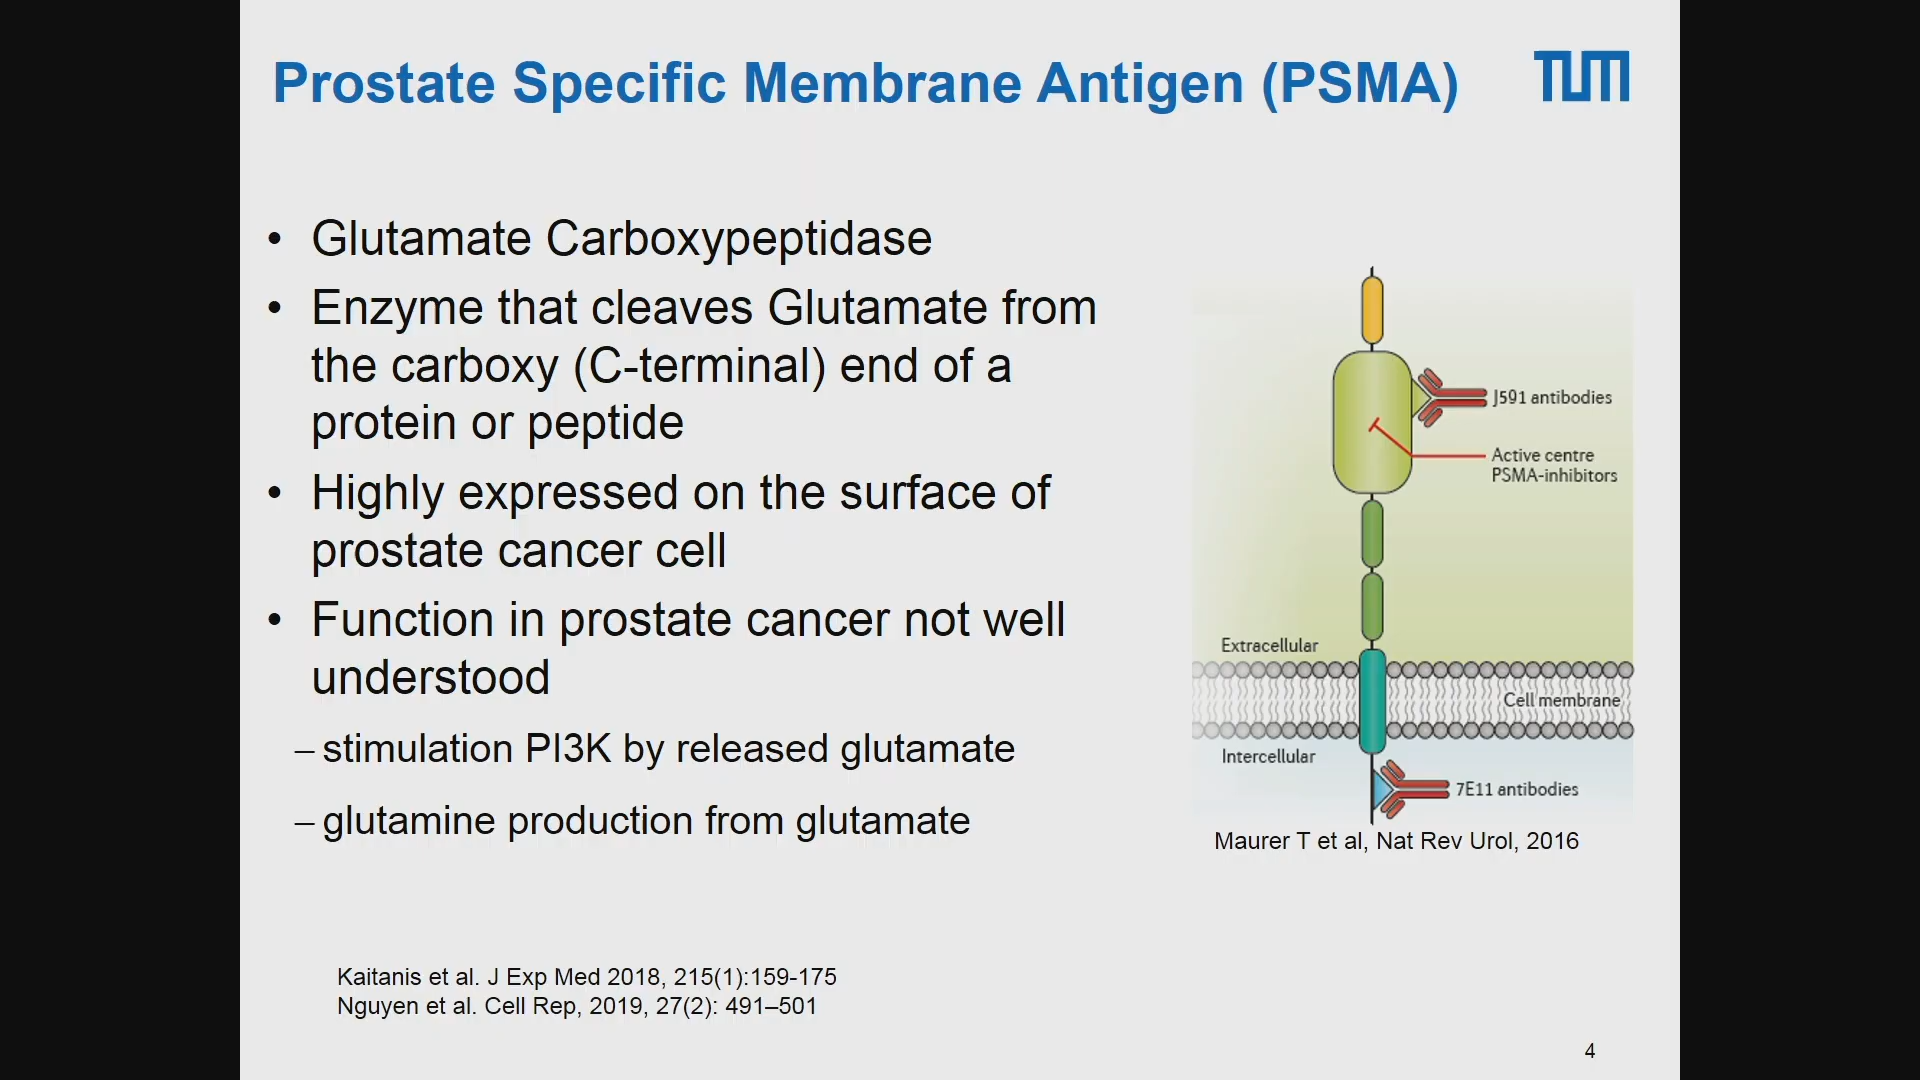 Prostate Specific Membrane Antigen (PSMA)
TUM
• Glutamate Carboxypeptidase
• Enzyme that cleaves Glutamate from
the carboxy (C-terminal) end of a
protein or peptide
• Highly expressed on the surface of
prostate cancer cell
• Function in prostate cancer not well
understood
– stimulation PI3K by released glutamate
– glutamine production from glutamate
J591 antibodies
Active centre
PSMA-inhibitors
Extracellular
Cell membrane
Intercellular
7E11 antibodies
Maurer T et al, Nat Rev Urol, 2016
Kaitanis et al. J Exp Med 2018, 215(1):159-175
Nguyen et al. Cell Rep, 2019, 27(2): 491–501
4